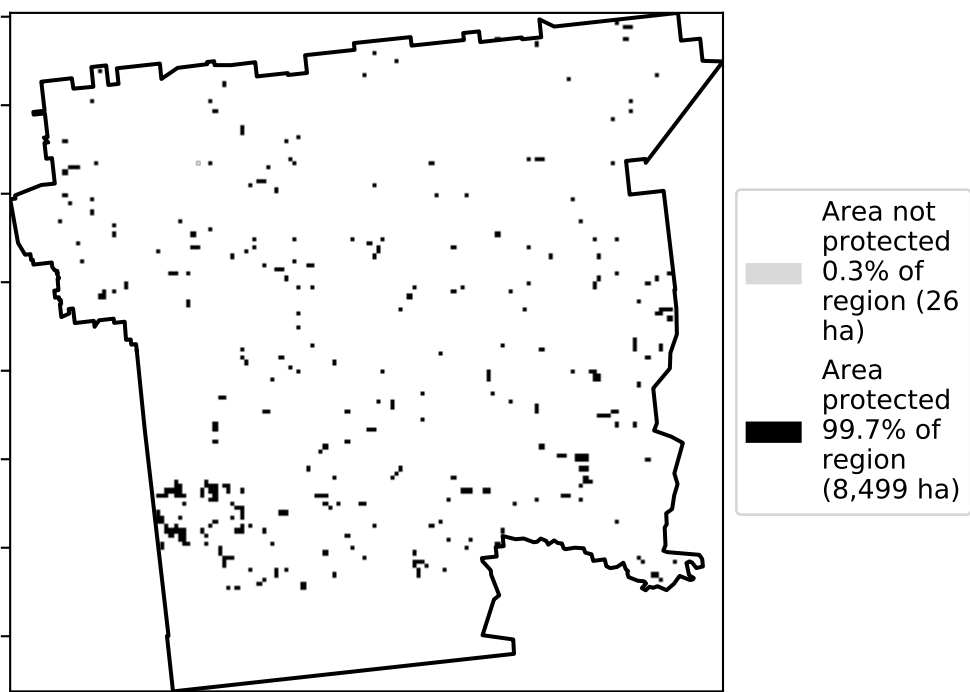 Area not
protected
0.3% of
region (26
ha)
Area
protected
99.7% of
region
(8,499 ha)